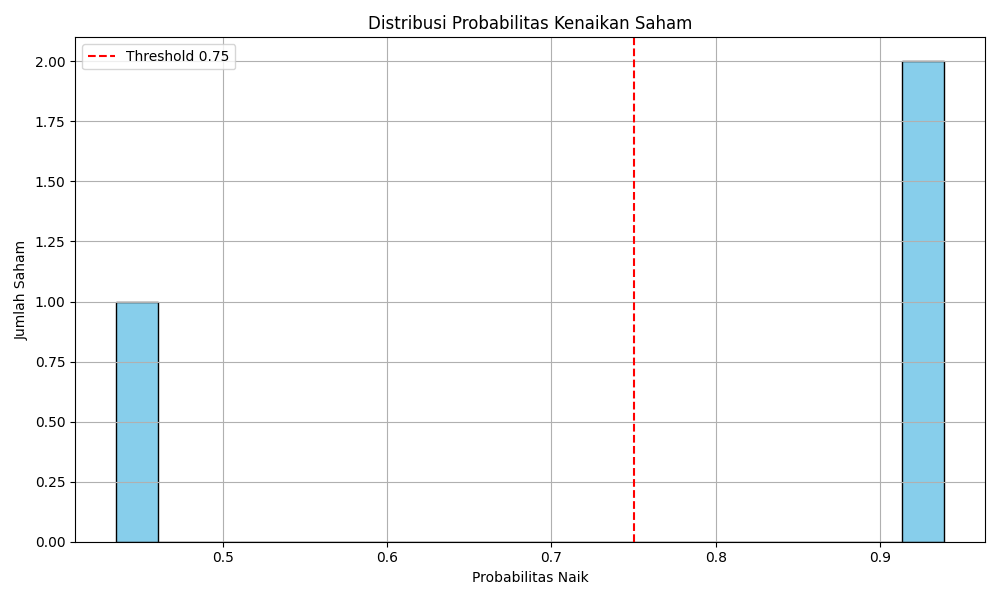 Distribusi Probabilitas Kenaikan Saham
Threshold 0.75
2.00
1.75
1.50
1.25
1.00
0.75
0.50
0.25
0.00
Jumlah Saham
0.5 0.6 0.7 0.8 0.9
Probabilitas Naik